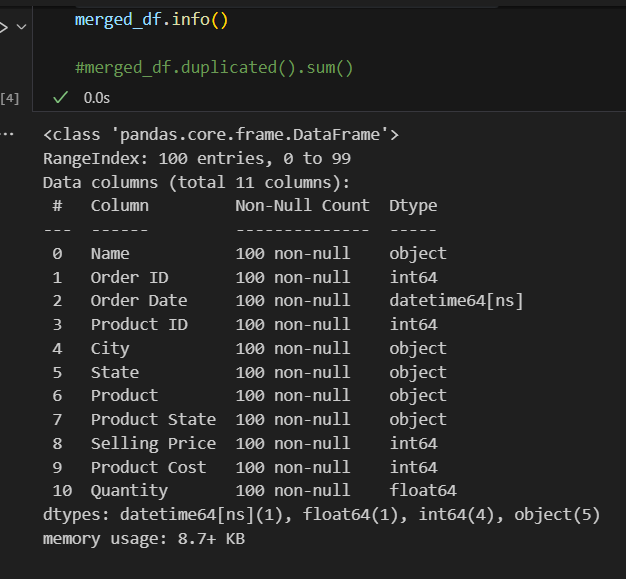 merged_df.info()
#merged_df.duplicated().sum()
[4]
0.0s
<class 'pandas.core.frame.DataFrame'>
RangeIndex: 100 entries, 0 to 99
Data columns (total 11 columns):
 #   Column         Non-Null Count  Dtype
---  ------         --------------  -----
 0   Name           100 non-null    object
 1   Order ID       100 non-null    int64
 2   Order Date     100 non-null    datetime64[ns]
 3   Product ID     100 non-null    int64
 4   City           100 non-null    object
 5   State          100 non-null    object
 6   Product        100 non-null    object
 7   Product State  100 non-null    object
 8   Selling Price  100 non-null    int64
 9   Product Cost   100 non-null    int64
 10  Quantity       100 non-null    float64
dtypes: datetime64[ns](1), float64(1), int64(4), object(5)
memory usage: 8.7+ KB